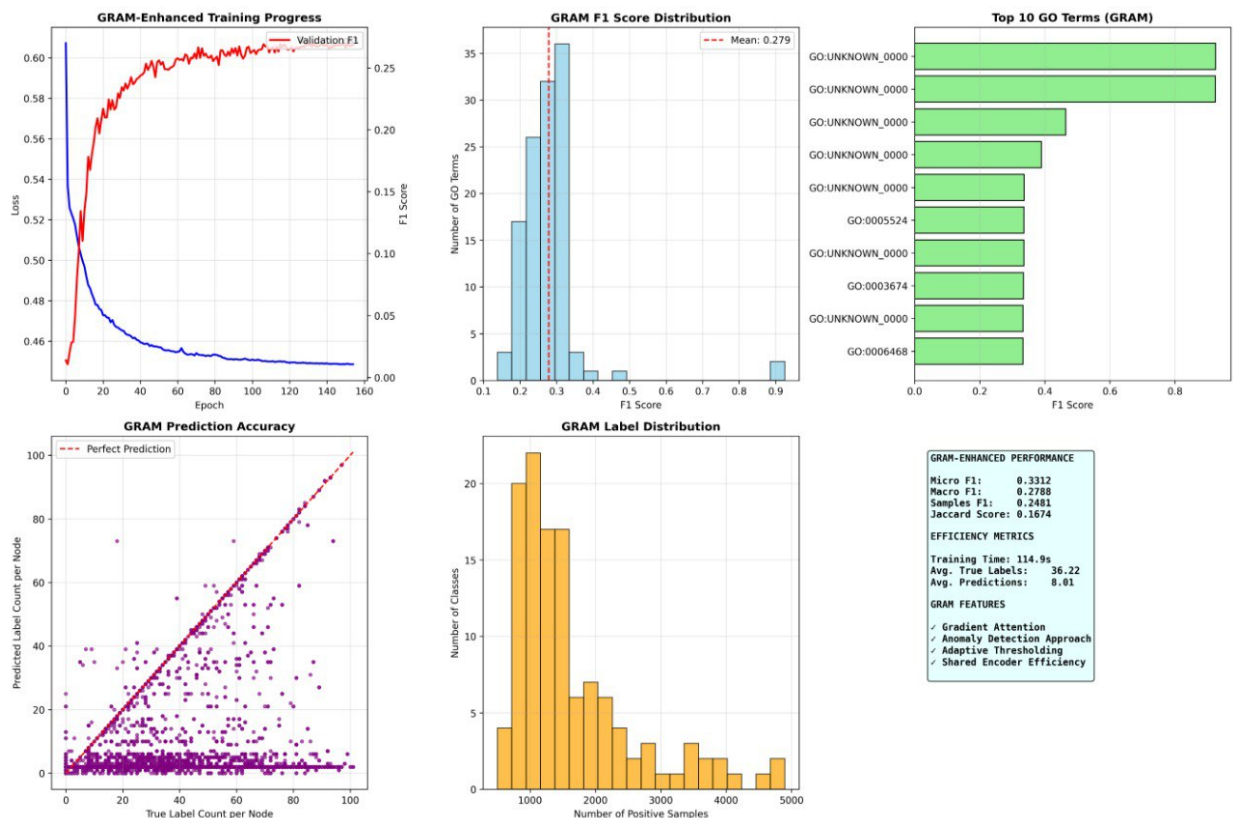 GRAM-Enhanced Training Progress
Validation F1
0.60
0.58
0.56
0.54
0.52
0.50
0.48
0.46
Loss
0.25
0.20
0.15
0.10
0.05
0.00
F1 Score
0 20 40 60 80 100 120 140 160
Epoch
GRAM F1 Score Distribution
Mean: 0.279
35
30
25
20
15
10
5
0
Number of GO Terms
0.1 0.2 0.3 0.4 0.5 0.6 0.7 0.8 0.9
F1 Score
Top 10 GO Terms (GRAM)
GO:UNKNOWN_0000
GO:UNKNOWN_0000
GO:UNKNOWN_0000
GO:UNKNOWN_0000
GO:UNKNOWN_0000
GO:0005524
GO:UNKNOWN_0000
GO:0003674
GO:UNKNOWN_0000
GO:0006468
0.0 0.2 0.4 0.6 0.8
F1 Score
GRAM Prediction Accuracy
Perfect Prediction
100
80
60
40
20
0
Predicted Label Count per Node
0 20 40 60 80 100
True Label Count per Node
GRAM Label Distribution
20
15
10
5
0
Number of Classes
1000 2000 3000 4000 5000
Number of Positive Samples
GRAM-ENHANCED PERFORMANCE
Micro F1: 0.3312
Macro F1: 0.2788
Samples F1: 0.2481
Jaccard Score: 0.1674
EFFICIENCY METRICS
Training Time: 114.9s
Avg. True Labels: 36.22
Avg. Predictions: 8.01
GRAM FEATURES
✓ Gradient Attention
✓ Anomaly Detection Approach
✓ Adaptive Thresholding
✓ Shared Encoder Efficiency